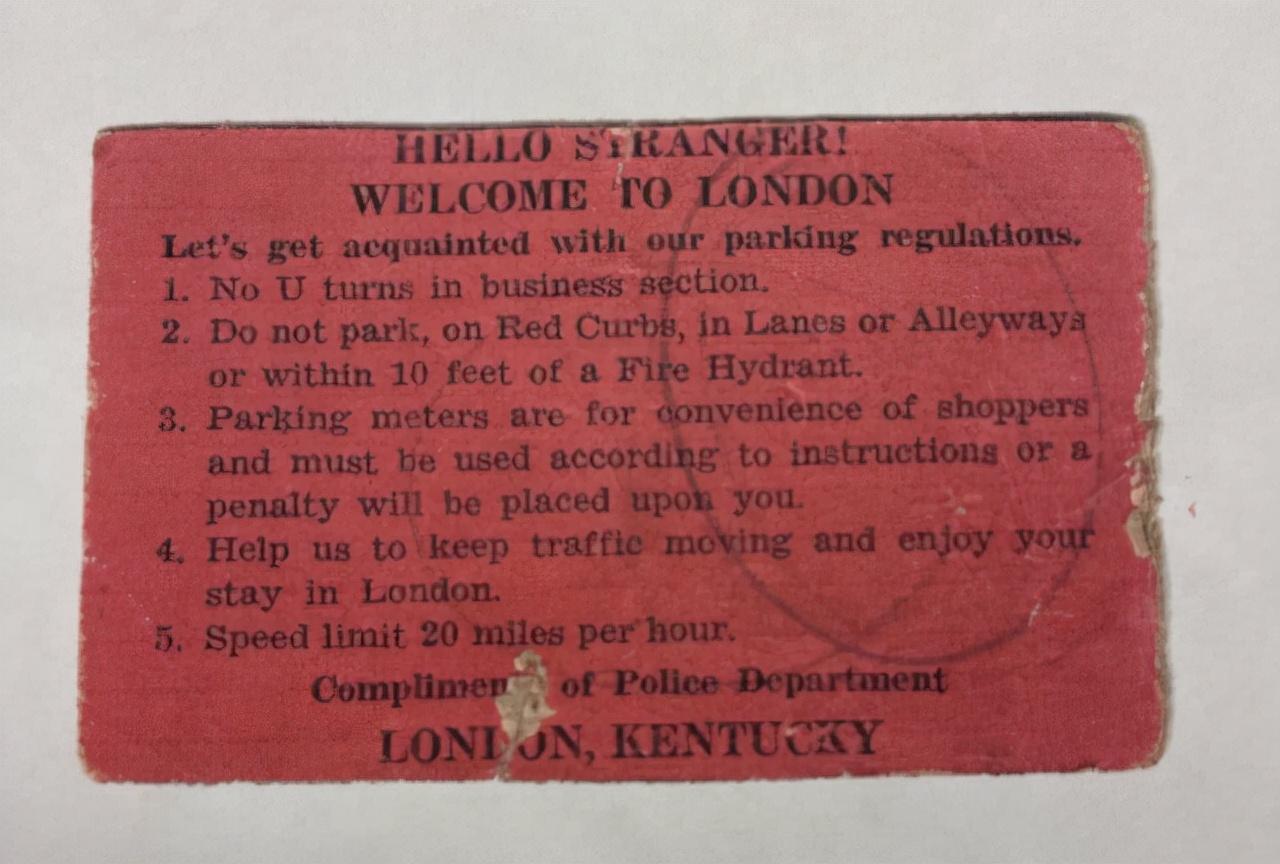 HELLO STRANGER!
WELCOME TO LONDON
Let's get acquainted with our parking regulations.
1. No U turns in business section.
2. Do not park, on Red Curbs, in Lanes or Alleyways
or within 10 feet of a Fire Hydrant.
3. Parking meters are for convenience of shoppers
and must be used according to instructions or a
penalty will be placed upon you.
4. Help us to keep traffic moving and enjoy your
stay in London.
5. Speed limit 20 miles per hour.
of Police Department
LONDON, KENTUCKY